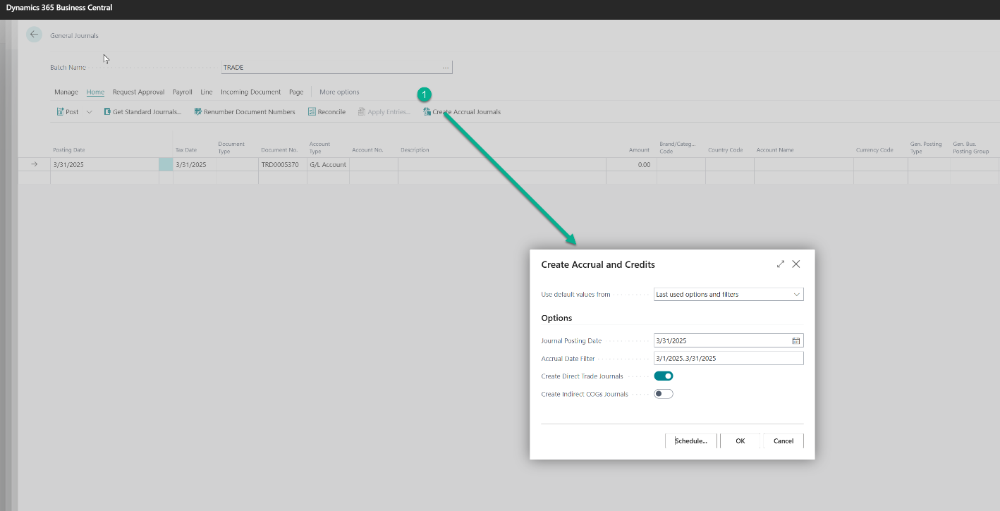 Dynamics 365 Business Central
General Journals
Batch Name TRADE ...
Manage Home Request Approval Payroll Line Incoming Document Page More options
1
Post Get Standard Journals... Renumber Document Numbers Reconcile Apply Entries... Create Accrual Journals
Posting Date Tax Date Document Type Document No. Account Type Account No. Description Amount Brand/Categ... Code Country Code Account Name Currency Code Gen. Posting Type Gen. Bus. Posting Group
3/31/2025 3/31/2025 TRD0005370 G/L Account 0.00
Create Accrual and Credits
Use default values from Last used options and filters
Options
Journal Posting Date 3/31/2025
Accrual Date Filter 3/1/2025..3/31/2025
Create Direct Trade Journals
Create Indirect COGs Journals
Schedule... OK Cancel